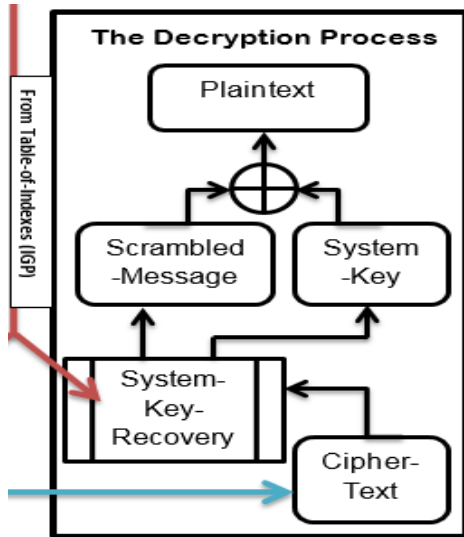 The Decryption Process
Plaintext
From Table-of-Indexes (IGP)
Scrambled
-Message
System
-Key
System-
Key-
Recovery
Cipher-
Text